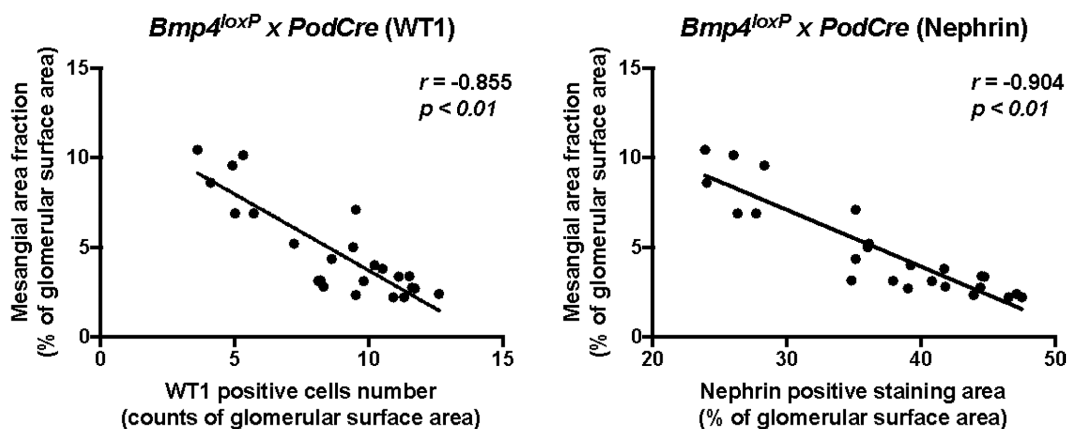 Bmp4loxP x PodCre (WT1)
r = -0.855
p < 0.01
Mesangial area fraction
(% of glomerular surface area)
15
10
5
0
0 5 10 15
WT1 positive cells number
(counts of glomerular surface area)
Bmp4loxP x PodCre (Nephrin)
r = -0.904
p < 0.01
Mesangial area fraction
(% of glomerular surface area)
15
10
5
0
20 30 40 50
Nephrin positive staining area
(% of glomerular surface area)